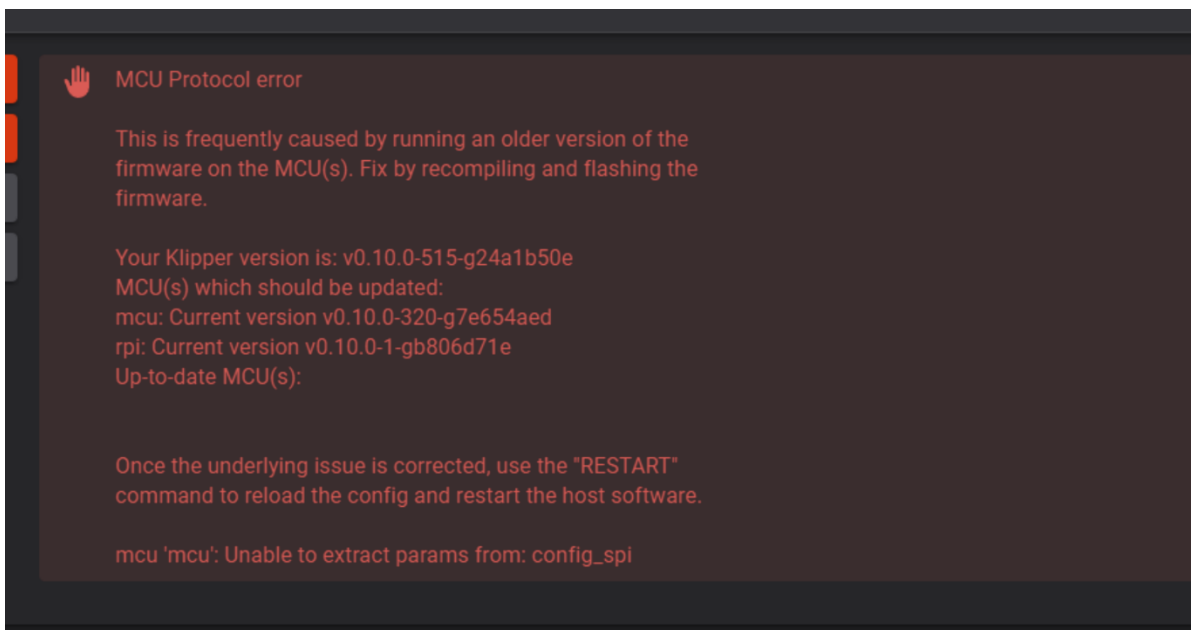 MCU Protocol error
This is frequently caused by running an older version of the
firmware on the MCU(s). Fix by recompiling and flashing the
firmware.
Your Klipper version is: v0.10.0-515-g24a1b50e
MCU(s) which should be updated:
mcu: Current version v0.10.0-320-g7e654aed
rpi: Current version v0.10.0-1-gb806d71e
Up-to-date MCU(s):
Once the underlying issue is corrected, use the "RESTART"
command to reload the config and restart the host software.
mcu 'mcu': Unable to extract params from: config_spi